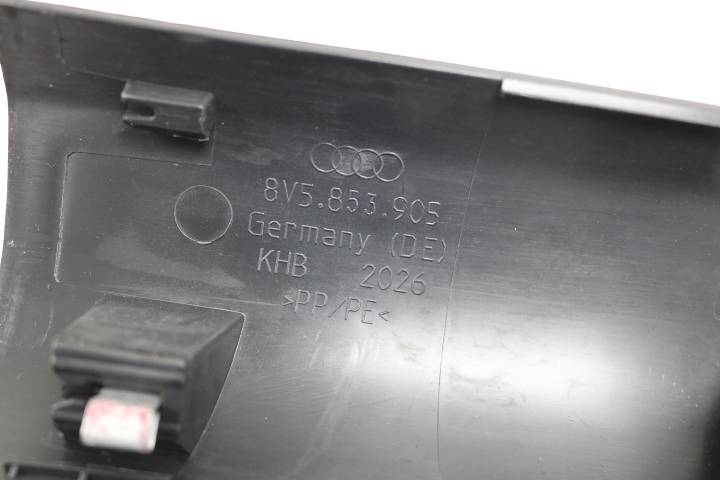 8V5.853.905
Germany (DE)
KHB 2026
>PP/PE<